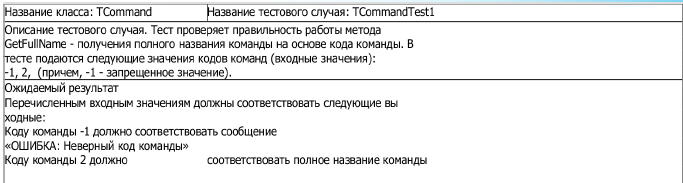 Название класса: TCommand Название тестового случая: TCommandTest1
Описание тестового случая. Тест проверяет правильность работы метода
GetFullName - получения полного названия команды на основе кода команды. В
тесте подаются следующие значения кодов команд (входные значения):
-1, 2, (причем, -1 - запрещенное значение).
Ожидаемый результат
Перечисленным входным значениям должны соответствовать следующие вы
ходные:
Коду команды -1 должно соответствовать сообщение
«ОШИБКА: Неверный код команды»
Коду команды 2 должно соответствовать полное название команды